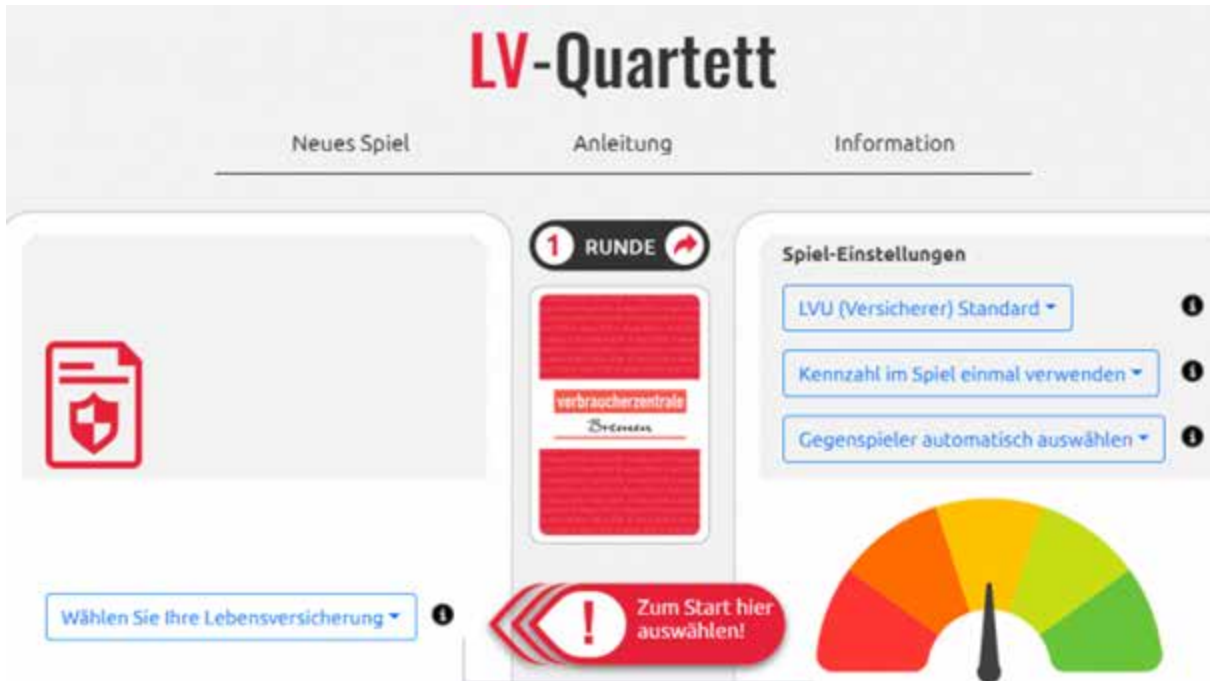 LV-Quartett
Neues Spiel
Anleitung
Information
1 RUNDE
verbraucherzentrale
Bremen
Spiel-Einstellungen
LVU (Versicherer) Standard
Kennzahl im Spiel einmal verwenden
Gegenspieler automatisch auswählen
Wählen Sie Ihre Lebensversicherung
! Zum Start hier
auswählen!